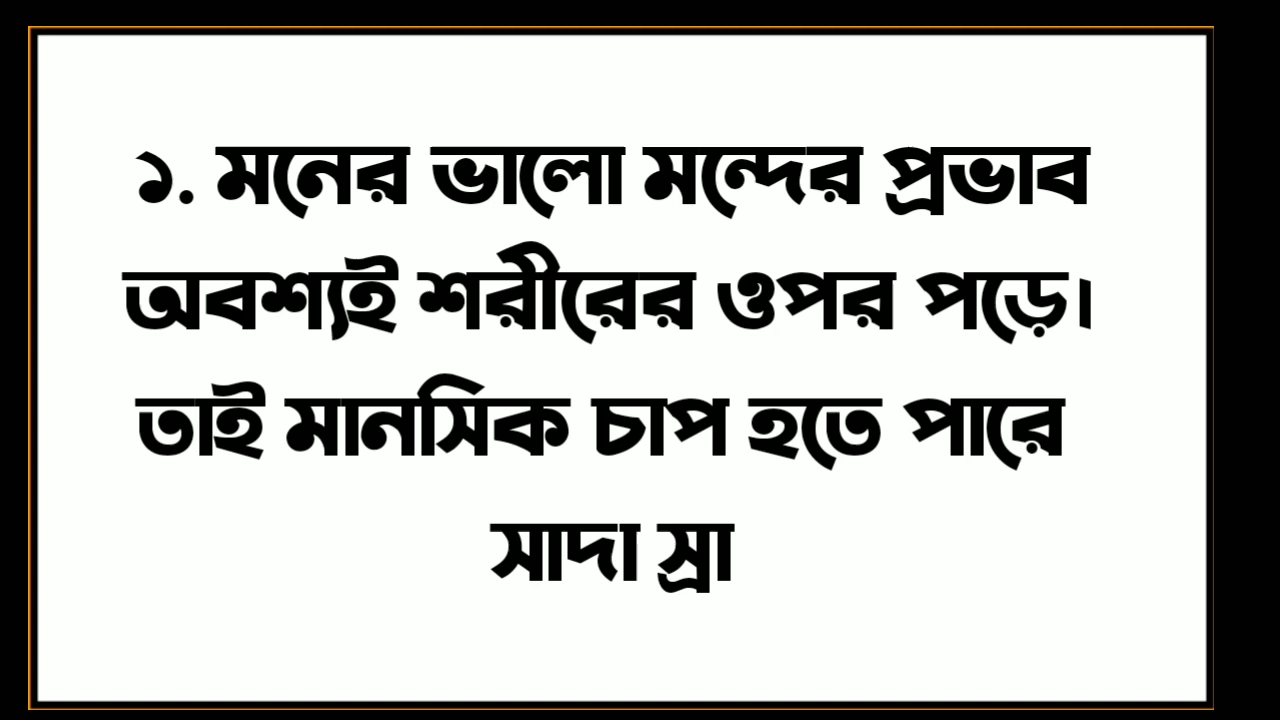 ১. মনের ভালো মন্দের প্রভাব
অবশ্যই শরীরের ওপর পড়ে।
তাই মানসিক চাপ হতে পারে
সাদা স্রা